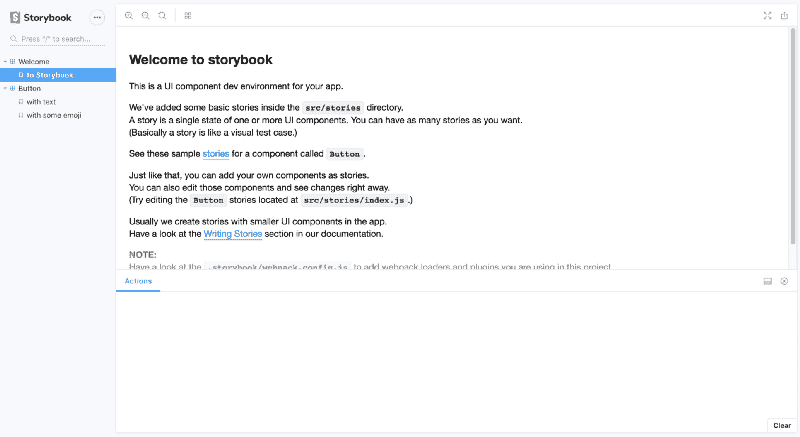 Storybook
Press "/" to search...
Welcome
to Storybook
Button
with text
with some emoji
Welcome to storybook
This is a UI component dev environment for your app.
We've added some basic stories inside the src/stories directory.
A story is a single state of one or more UI components. You can have as many stories as you want.
(Basically a story is like a visual test case.)
See these sample stories for a component called Button.
Just like that, you can add your own components as stories.
You can also edit those components and see changes right away.
(Try editing the Button stories located at src/stories/index.js.)
Usually we create stories with smaller UI components in the app.
Have a look at the Writing Stories section in our documentation.
NOTE:
Have a look at the .storybook/webpack.config.js to add webpack loaders and plugins you are using in this project.
Actions
Clear